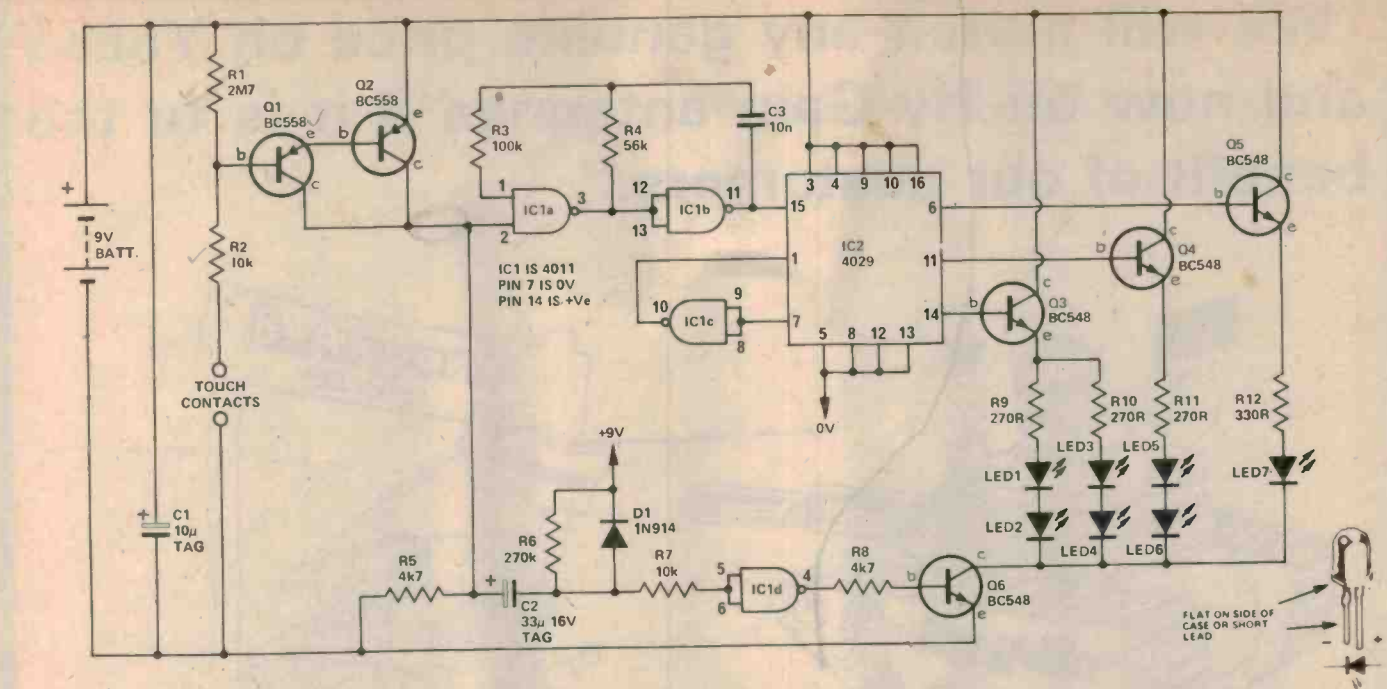 R1
2M7
Q1
BC558
b
e
c
Q2
BC558
b
e
c
R3
100k
R4
56k
C3
10n
1
2
IC1a
3
12
13
IC1b
11
IC1 IS 4011
PIN 7 IS 0V
PIN 14 IS +Ve
3 4 9 10 16
15
1
7
IC2
4029
6
11
14
5 8 12 13
0V
10
IC1c
9
8
Q5
BC548
b
c
e
Q4
BC548
b
c
e
Q3
BC548
b
c
e
+
9V
BATT.
R2
10k
TOUCH
CONTACTS
+
C1
10µ
TAG
R9
270R
R10
270R
R11
270R
R12
330R
LED1
LED2
LED3
LED4
LED5
LED6
LED7
+9V
R6
270k
D1
1N914
R5
4k7
+
C2
33µ 16V
TAG
R7
10k
5
6
IC1d
4
R8
4k7
b
c
e
Q6
BC548
FLAT ON SIDE OF
CASE OR SHORT
LEAD
- +